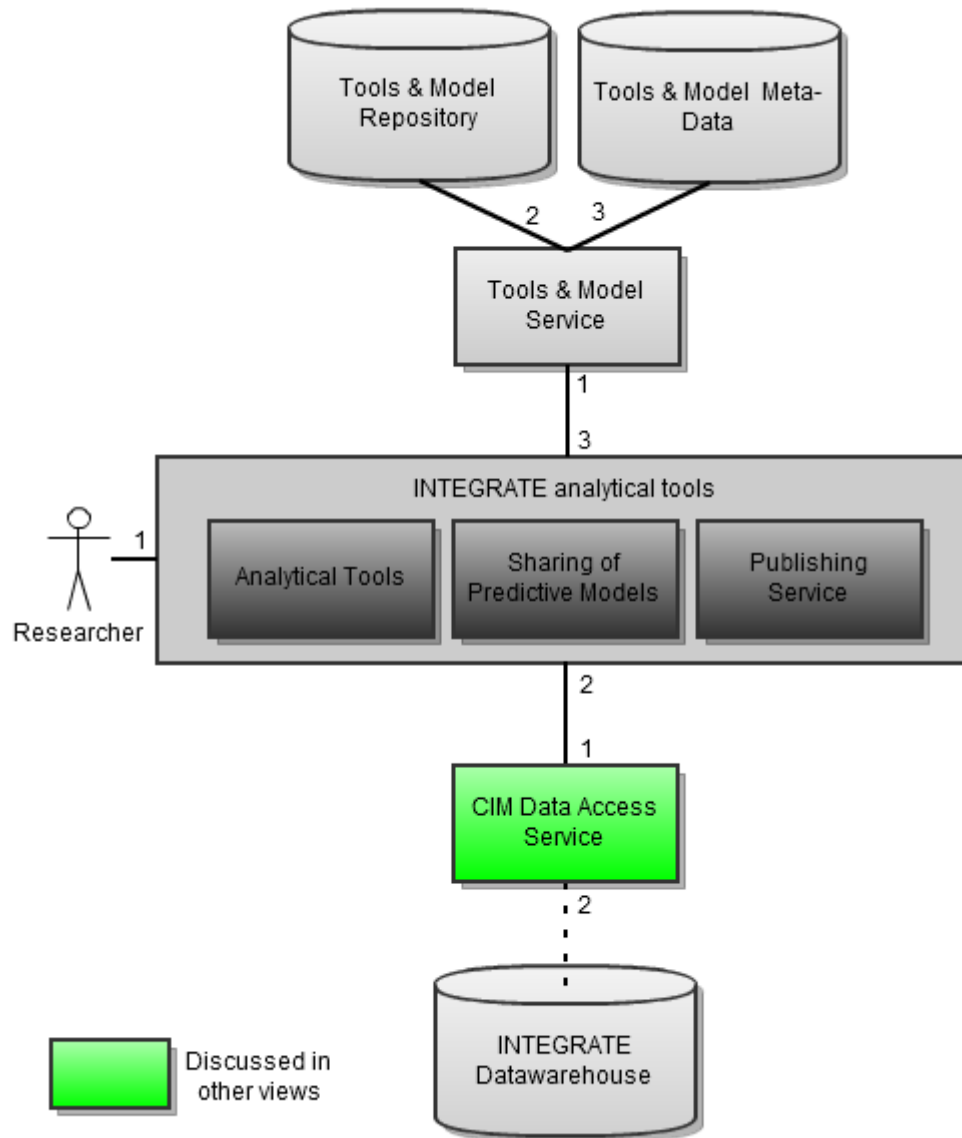 Tools & Model
Repository
Tools & Model Meta-
Data
2
3
Tools & Model
Service
1
3
INTEGRATE analytical tools
1
Analytical Tools
Sharing of
Predictive Models
Publishing
Service
Researcher
2
1
CIM Data Access
Service
2
INTEGRATE
Datawarehouse
Discussed in
other views